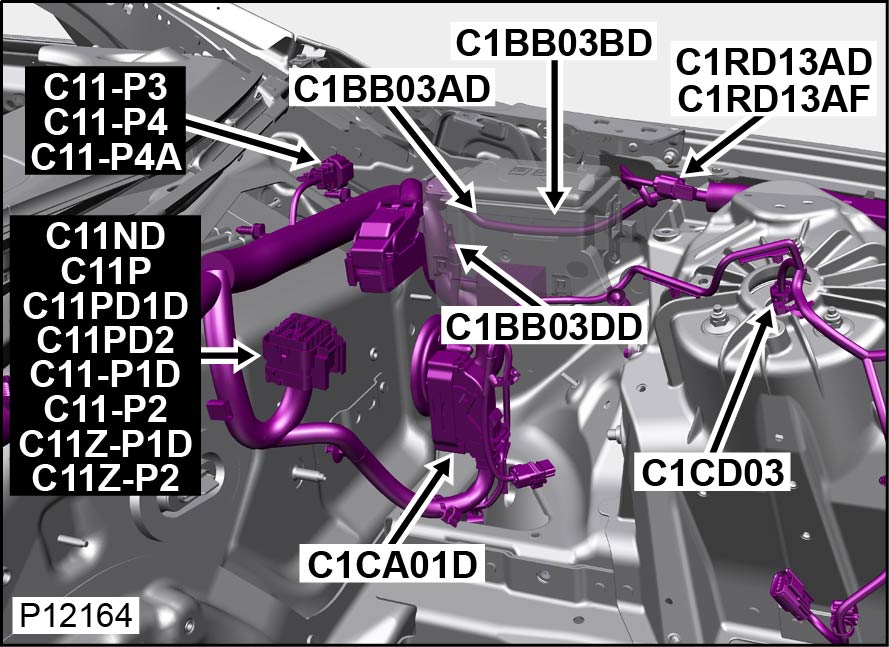 C1BB03BD
C1RD13AD
C1RD13AF
C11-P3
C11-P4
C11-P4A
C1BB03AD
C11ND
C11P
C11PD1D
C11PD2
C11-P1D
C11-P2
C11Z-P1D
C11Z-P2
C1BB03DD
C1CD03
C1CA01D
P12164